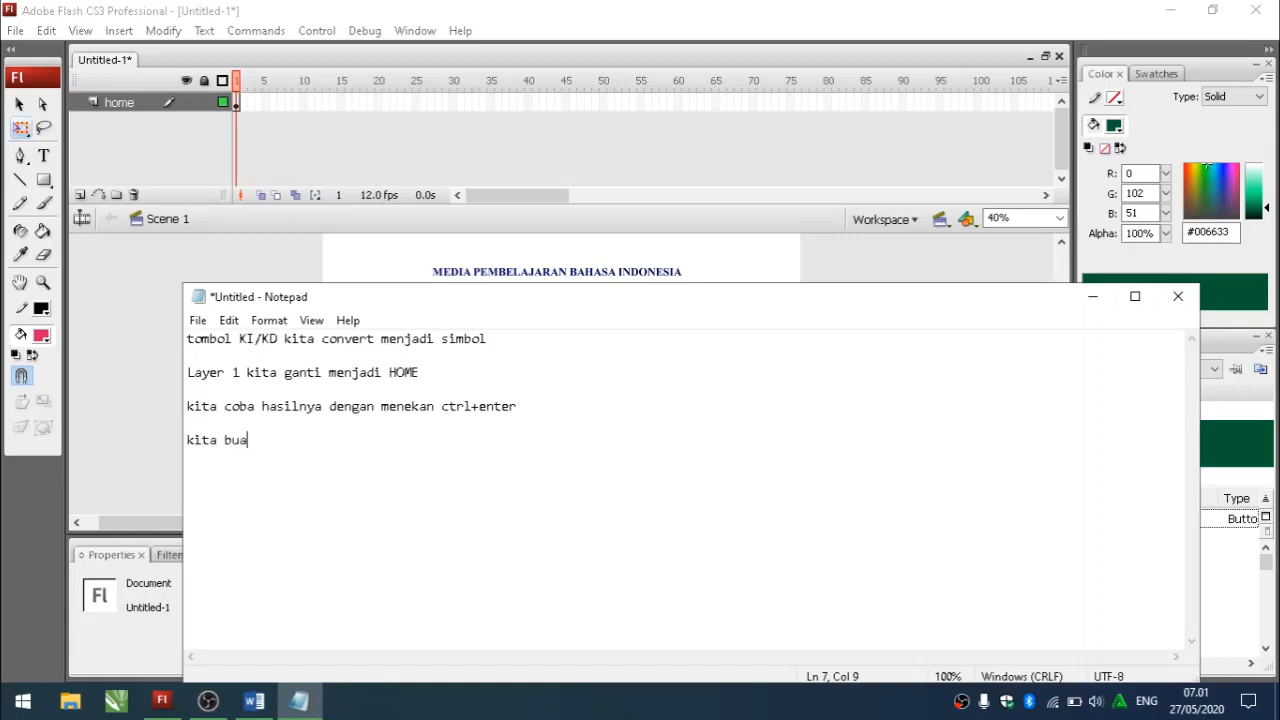 Adobe Flash CS3 Professional - [Untitled-1*]
File Edit View Insert Modify Text Commands Control Debug Window Help
Untitled-1*
Fl
1 5 10 15 20 25 30 35 40 45 50 55 60 65 70 75 80 85 90 95 100 105 1
home
1 12.0 fps 0.0s
Scene 1
Workspace
40%
Color Swatches
Type: Solid
R: 0
G: 102
B: 51
Alpha: 100% #006633
MEDIA PEMBELAJARAN BAHASA INDONESIA
*Untitled - Notepad
File Edit Format View Help
tombol KI/KD kita convert menjadi simbol
Layer 1 kita ganti menjadi HOME
kita coba hasilnya dengan menekan ctrl+enter
kita bua
Type
Butto
Properties Filters
Fl
Document
Untitled-1
Ln 7, Col 9 100% Windows (CRLF) UTF-8
Fl
W
ENG
07.01
27/05/2020